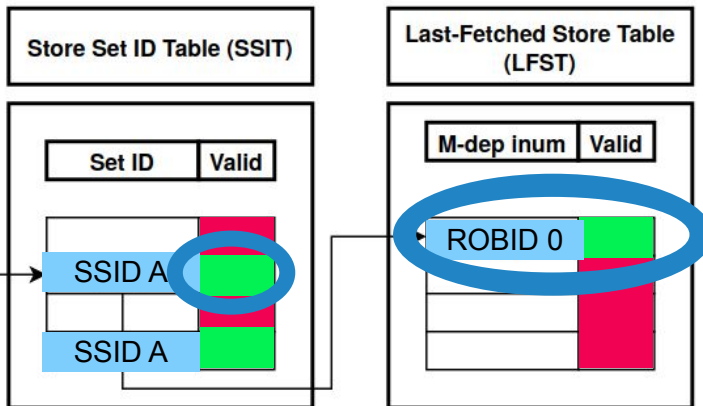 Store Set ID Table (SSIT)
Set ID Valid
SSID A
SSID A
Last-Fetched Store Table
(LFST)
M-dep inum Valid
ROBID 0